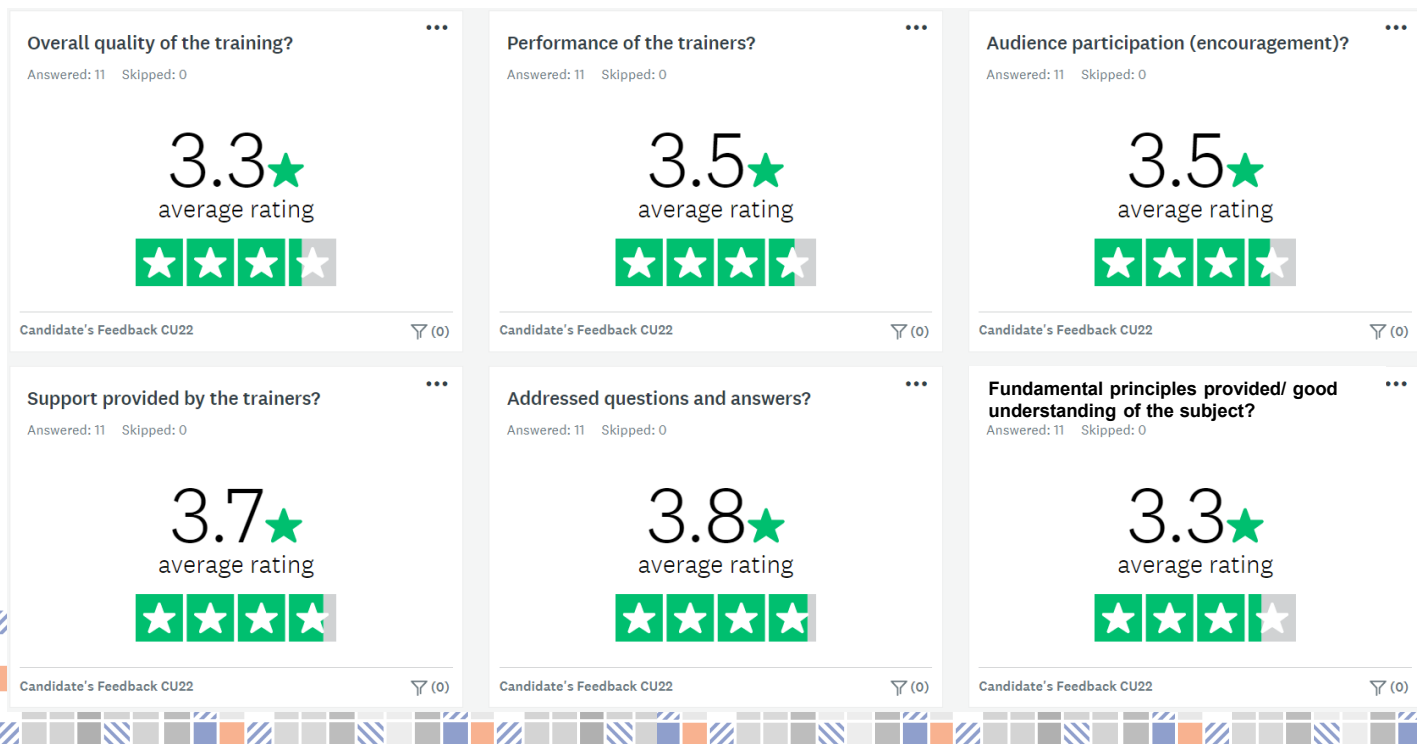 Overall quality of the training?
Answered: 11 Skipped: 0
3.3
average rating
Candidate's Feedback CU22
(0)
Performance of the trainers?
Answered: 11 Skipped: 0
3.5
average rating
Candidate's Feedback CU22
(0)
Audience participation (encouragement)?
Answered: 11 Skipped: 0
3.5
average rating
Candidate's Feedback CU22
(0)
Support provided by the trainers?
Answered: 11 Skipped: 0
3.7
average rating
Candidate's Feedback CU22
(0)
Addressed questions and answers?
Answered: 11 Skipped: 0
3.8
average rating
Candidate's Feedback CU22
(0)
Fundamental principles provided/ good
understanding of the subject?
Answered: 11 Skipped: 0
3.3
average rating
Candidate's Feedback CU22
(0)